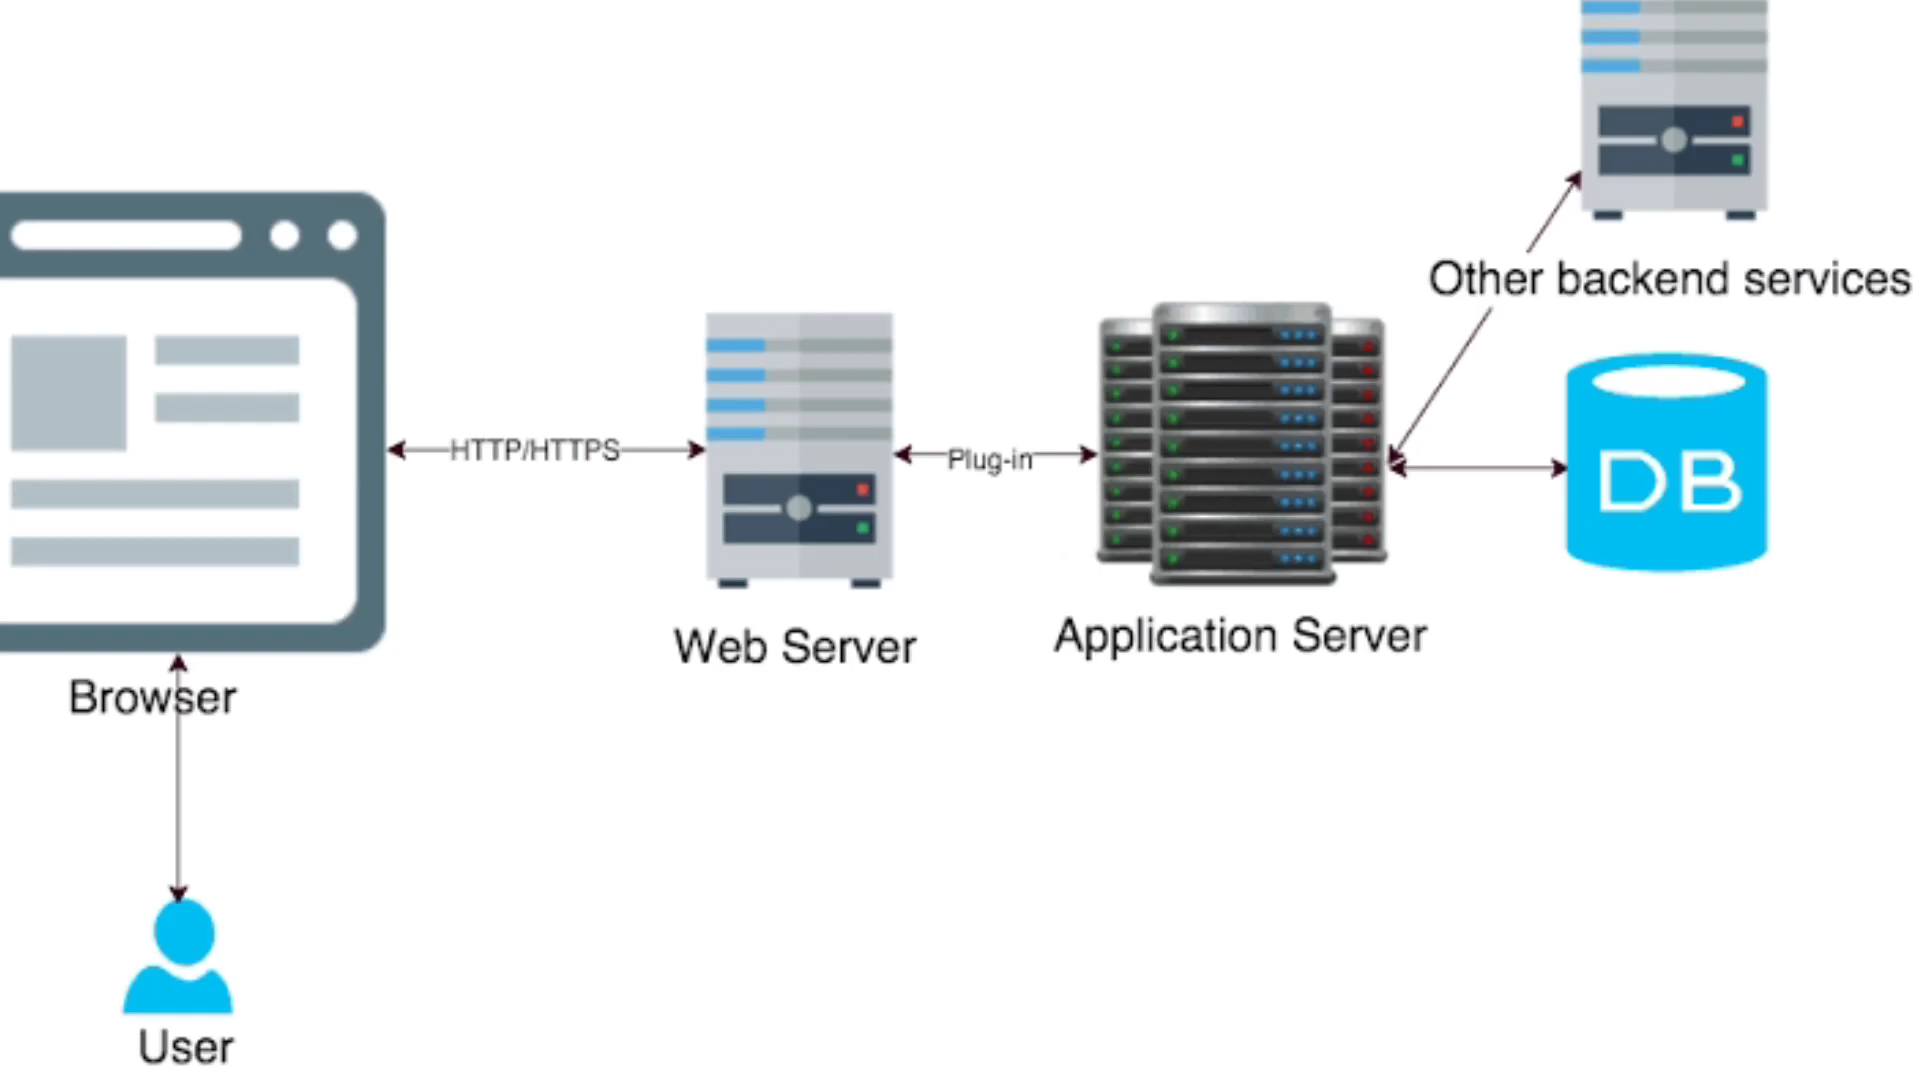 Other backend services
HTTP/HTTPS
Plug-in
DB
Web Server
Application Server
Browser
User